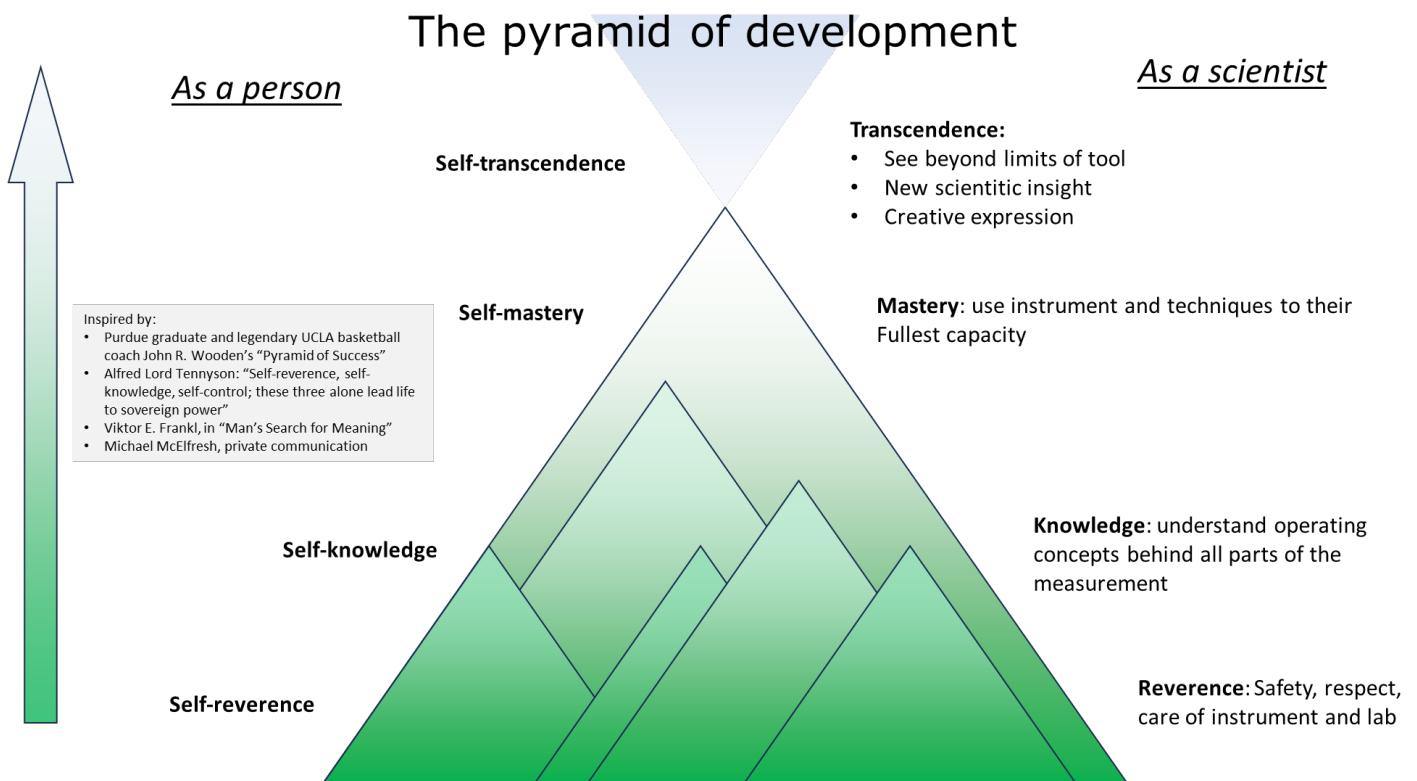 The pyramid of development
As a person
As a scientist
Self-transcendence
Transcendence:
• See beyond limits of tool
• New scientitic insight
• Creative expression
Self-mastery
Mastery: use instrument and techniques to their
Fullest capacity
Inspired by:
• Purdue graduate and legendary UCLA basketball
coach John R. Wooden's “Pyramid of Success”
• Alfred Lord Tennyson: “Self-reverence, self-
knowledge, self-control; these three alone lead life
to sovereign power”
• Viktor E. Frankl, in “Man's Search for Meaning”
• Michael McElfresh, private communication
Self-knowledge
Knowledge: understand operating
concepts behind all parts of the
measurement
Self-reverence
Reverence: Safety, respect,
care of instrument and lab